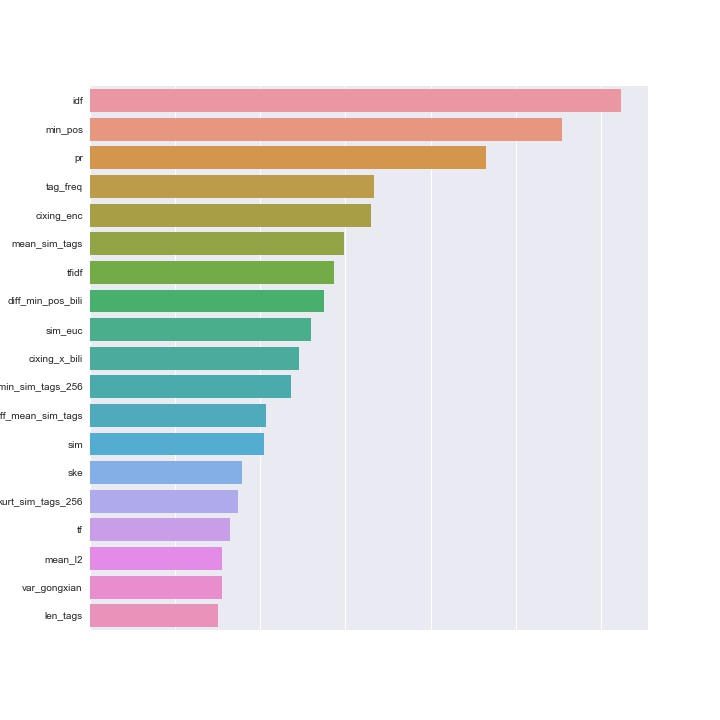 idf
min_pos
pr
tag_freq
cixing_enc
mean_sim_tags
tfidf
diff_min_pos_bili
sim_euc
cixing_x_bili
min_sim_tags_256
ff_mean_sim_tags
sim
ske
kurt_sim_tags_256
tf
mean_l2
var_gongxian
len_tags